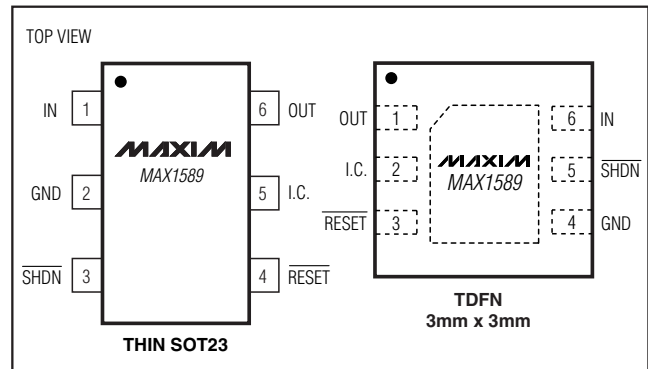 TOP VIEW
IN 1
6 OUT
MAXIM
MAX1589
GND 2
5 I.C.
SHDN 3
4 RESET
THIN SOT23
OUT 1
6 IN
MAXIM
MAX1589
I.C. 2
5 SHDN
RESET 3
4 GND
TDFN
3mm x 3mm